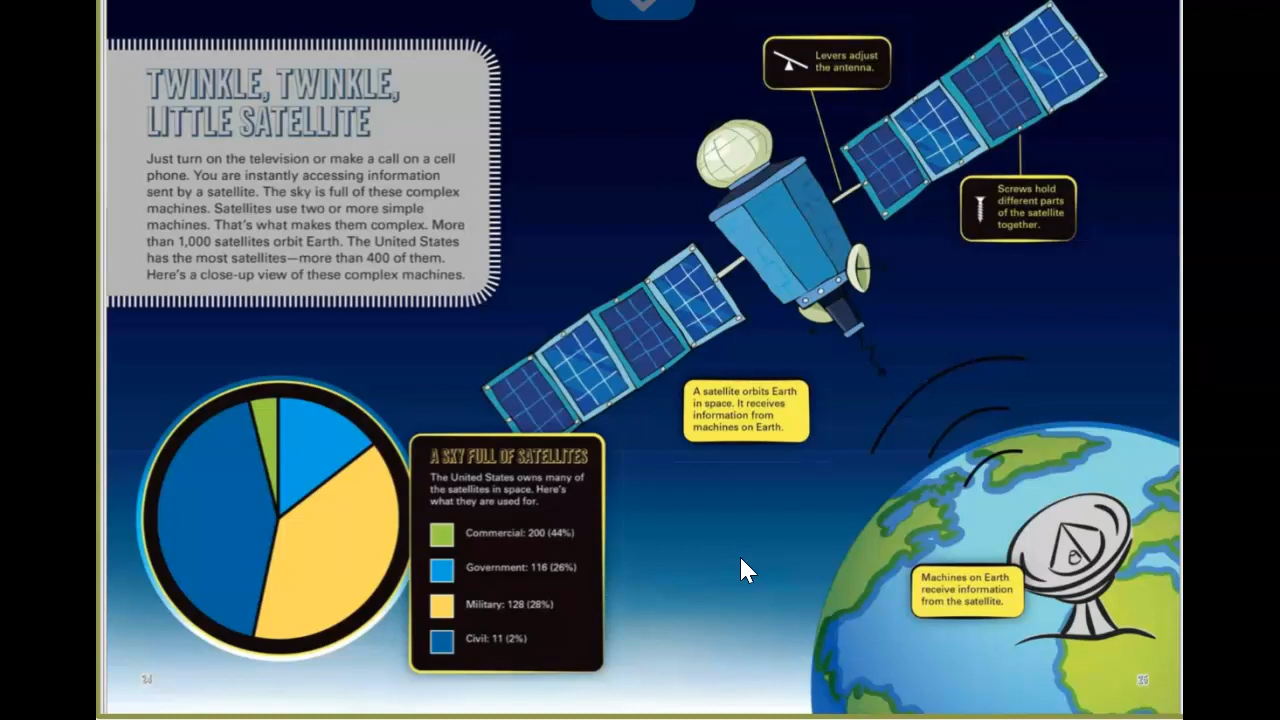 TWINKLE, TWINKLE,
LITTLE SATELLITE
Just turn on the television or make a call on a cell
phone. You are instantly accessing information
sent by a satellite. The sky is full of these complex
machines. Satellites use two or more simple
machines. That's what makes them complex. More
than 1,000 satellites orbit Earth. The United States
has the most satellites—more than 400 of them.
Here's a close-up view of these complex machines.
Levers adjust
the antenna.
Screws hold
different parts
of the satellite
together.
A satellite orbits Earth
in space. It receives
information from
machines on Earth.
A SKY FULL OF SATELLITES
The United States owns many of
the satellites in space. Here's
what they are used for.
Commercial: 200 (44%)
Government: 116 (26%)
Military: 128 (28%)
Civil: 11 (2%)
Machines on Earth
receive information
from the satellite.
24
25